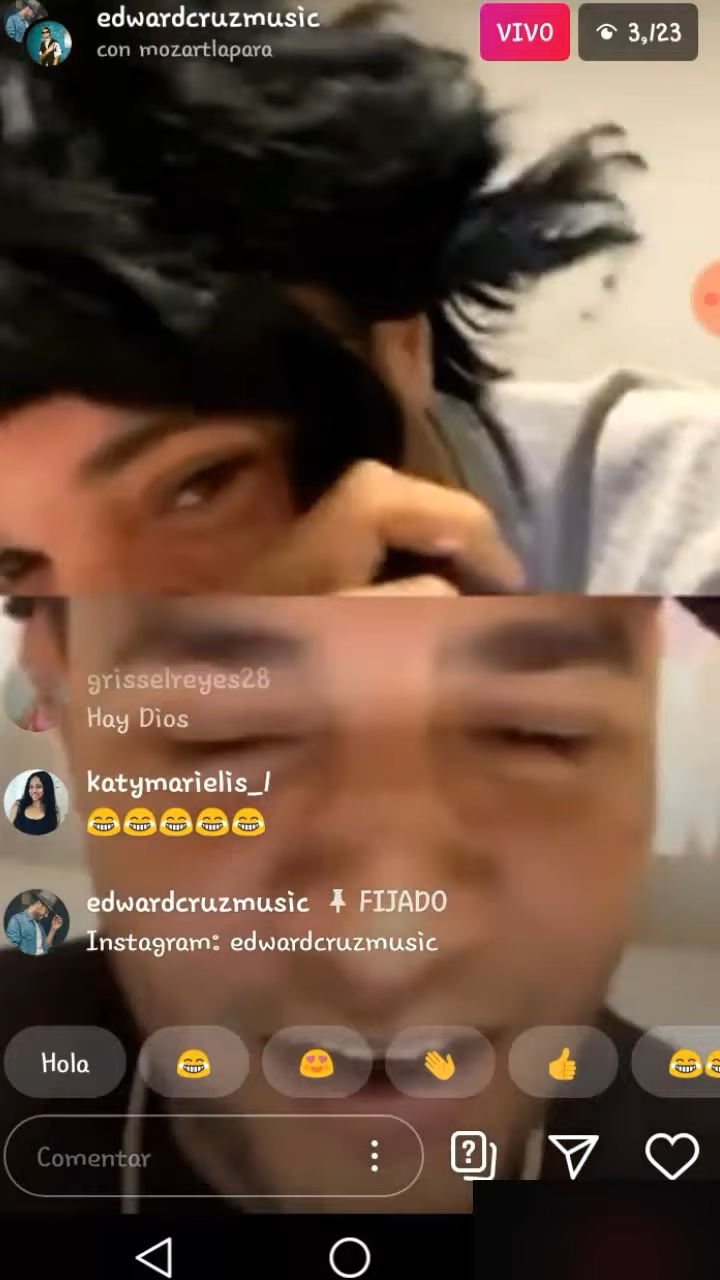 edwardcruzmusic
con mozartlapara
VIVO
3,123
grisselreyes28
Hay Dios
katymarielis_1
😂😂😂😂😂
edwardcruzmusic 📌 FIJADO
Instagram: edwardcruzmusic
Hola
Comentar